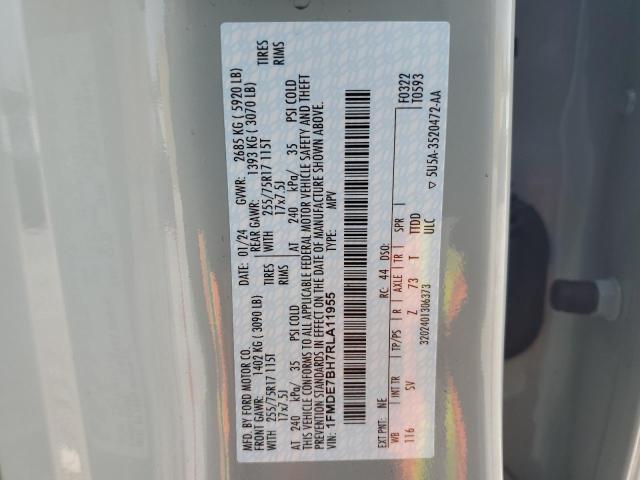 MFD. BY FORD MOTOR CO.
DATE: 01/24 GVWR: 2685 KG ( 5920 LB)
FRONT GAWR: 1402 KG (3090 LB) REAR GAWR: 1393 KG ( 3070 LB)
WITH 255/75R17 115T TIRES WITH 255/75R17 115T TIRES
17x7.5J RIMS 17x7.5J RIMS
AT 240 kPa/ 35 PSI COLD AT 240 kPa/ 35 PSI COLD
THIS VEHICLE CONFORMS TO ALL APPLICABLE FEDERAL MOTOR VEHICLE SAFETY AND THEFT
PREVENTION STANDARDS IN EFFECT ON THE DATE OF MANUFACTURE SHOWN ABOVE.
VIN: 1FMDE7BH7RLA11955 TYPE: MPV
F0322
T0593
EXT PNT: NE RC: 44 DSO:
WB INT TR TP/PS R AXLE TR SPR
116 SV Z 73 T TTDD
ULC
3202401306373
▽ 5U5A-3520472-AA